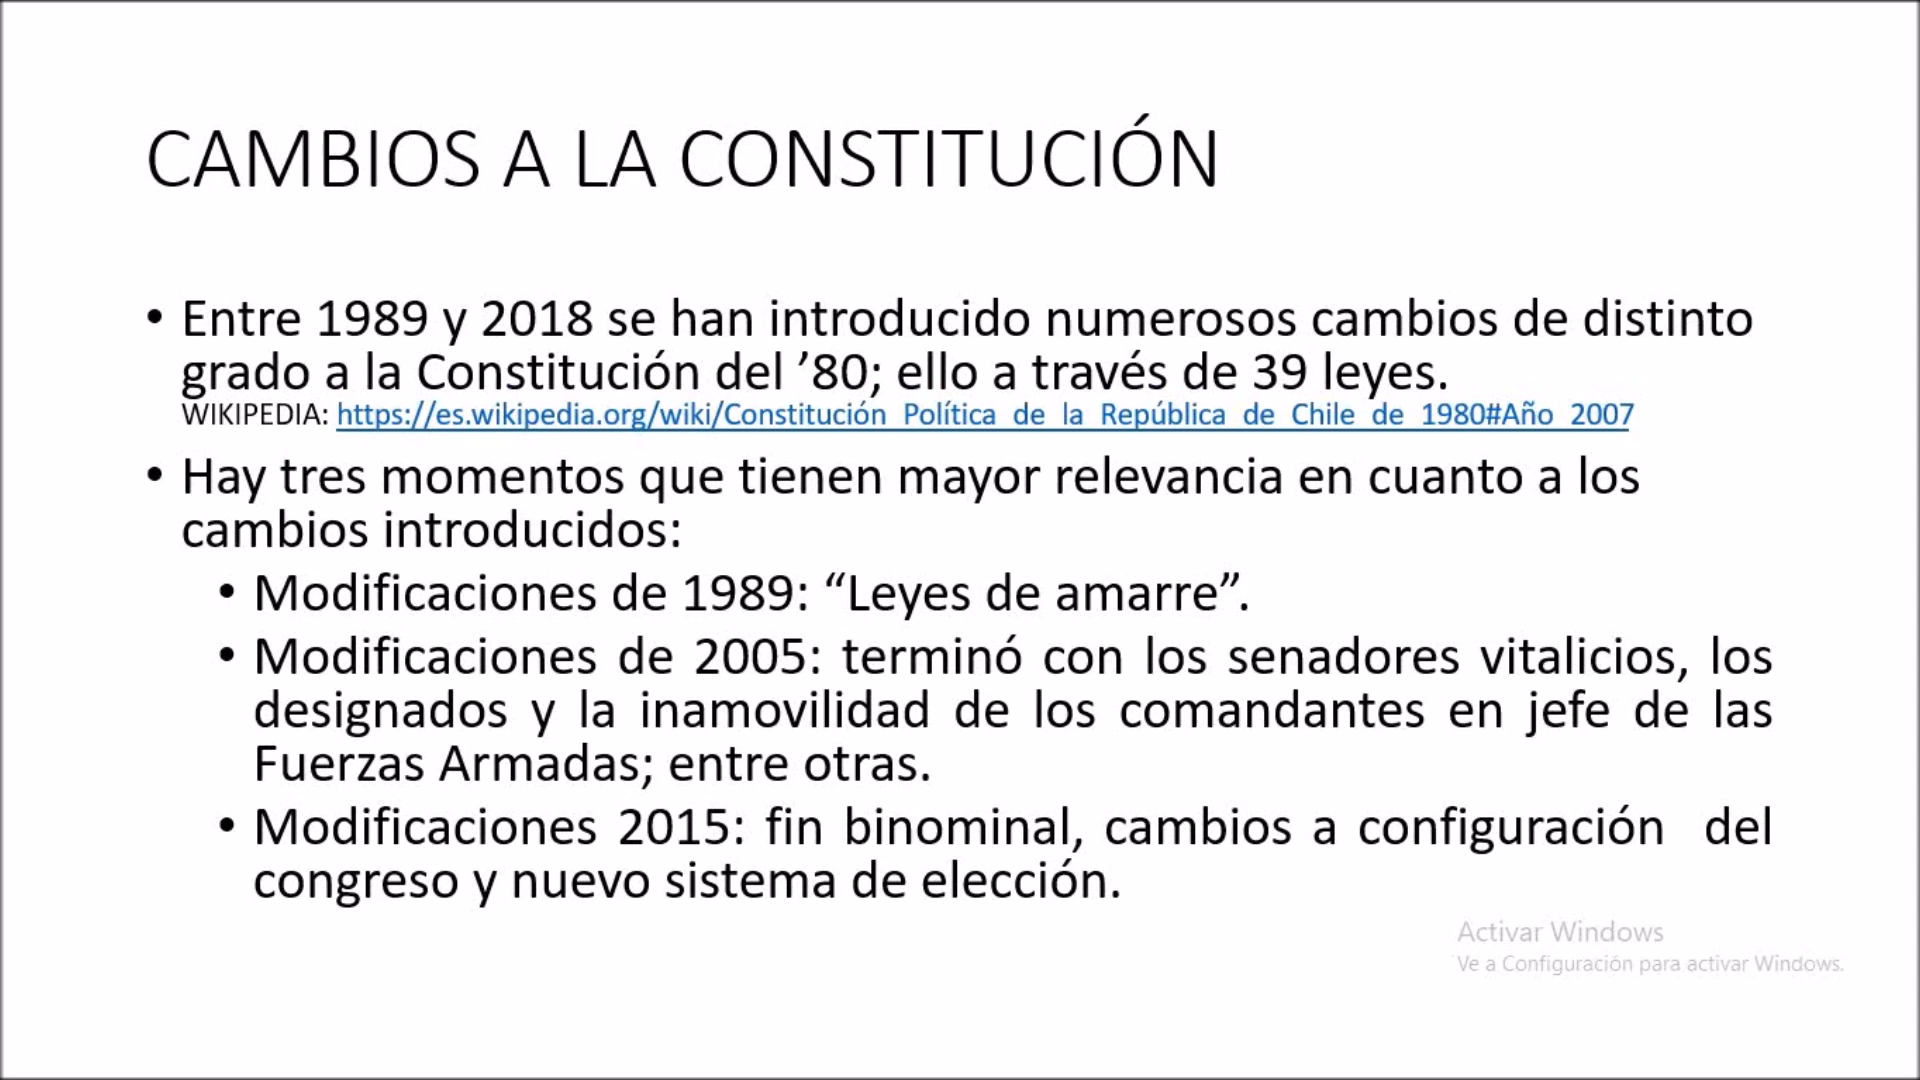 CAMBIOS A LA CONSTITUCIÓN
• Entre 1989 y 2018 se han introducido numerosos cambios de distinto
grado a la Constitución del ’80; ello a través de 39 leyes.
WIKIPEDIA: https://es.wikipedia.org/wiki/Constitución_Política_de_la_República_de_Chile_de_1980#Año_2007
• Hay tres momentos que tienen mayor relevancia en cuanto a los
cambios introducidos:
• Modificaciones de 1989: “Leyes de amarre”.
• Modificaciones de 2005: terminó con los senadores vitalicios, los
designados y la inamovilidad de los comandantes en jefe de las
Fuerzas Armadas; entre otras.
• Modificaciones 2015: fin binominal, cambios a configuración del
congreso y nuevo sistema de elección.
Activar Windows
Ve a Configuración para activar Windows.